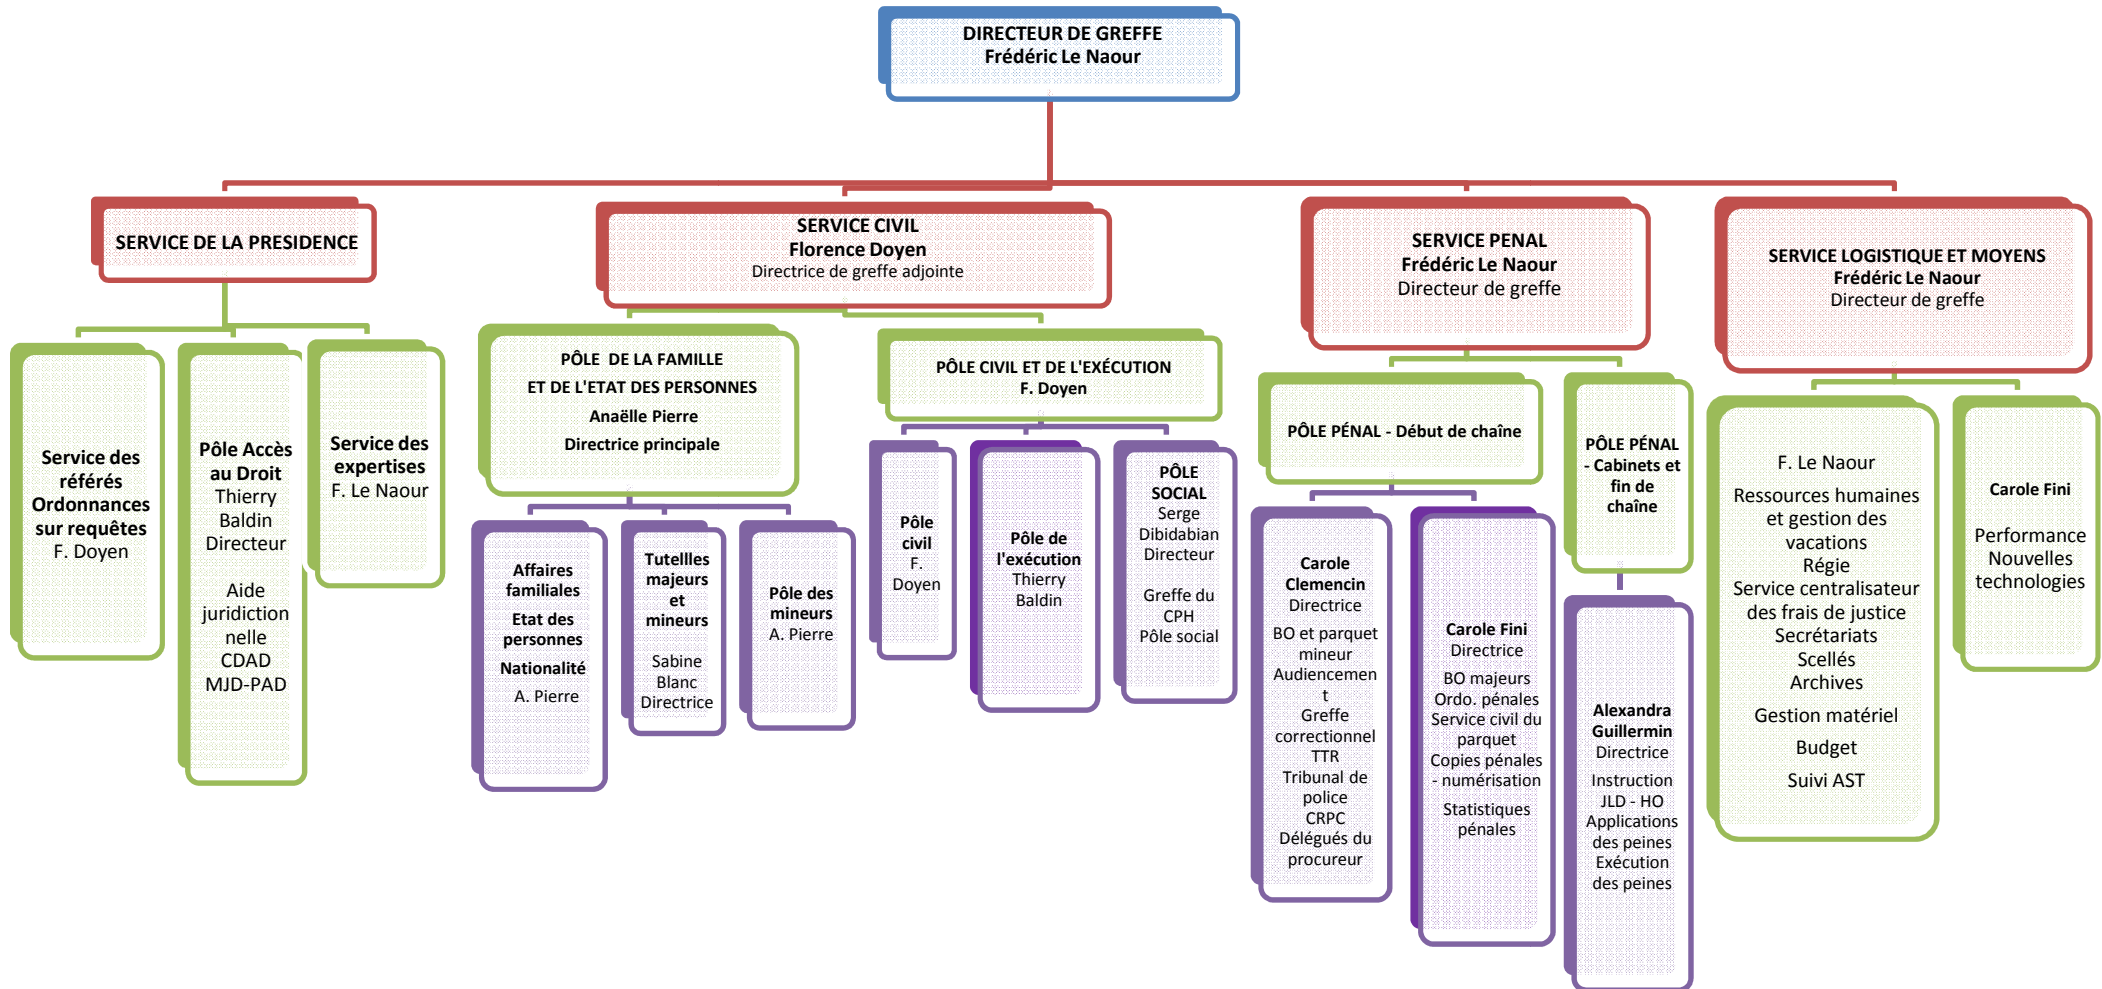 DIRECTEUR DE GREFFE
Frédéric Le Naour
SERVICE DE LA PRESIDENCE
Service des
référés
Ordonnances
sur requêtes
F. Doyen
Pôle Accès
au Droit
Thierry
Baldin
Directeur
Aide
juridiction
nelle
CDAD
MJD-PAD
Service des
expertises
F. Le Naour
SERVICE CIVIL
Florence Doyen
Directrice de greffe adjointe
PÔLE DE LA FAMILLE
ET DE L'ETAT DES PERSONNES
Anaëlle Pierre
Directrice principale
Affaires
familiales
Etat des
personnes
Nationalité
A. Pierre
Tutellles
majeurs
et
mineurs
Sabine
Blanc
Directrice
Pôle des
mineurs
A. Pierre
PÔLE CIVIL ET DE L'EXÉCUTION
F. Doyen
Pôle
civil
F.
Doyen
Pôle de
l'exécution
Thierry
Baldin
PÔLE
SOCIAL
Serge
Dibidabian
Directeur
Greffe du
CPH
Pôle social
SERVICE PENAL
Frédéric Le Naour
Directeur de greffe
PÔLE PÉNAL - Début de chaîne
Carole
Clemencin
Directrice
BO et parquet
mineur
Audiencemen
t
Greffe
correctionnel
TTR
Tribunal de
police
CRPC
Délégués du
procureur
Carole Fini
Directrice
BO majeurs
Ordo. pénales
Service civil du
parquet
Copies pénales
- numérisation
Statistiques
pénales
PÔLE PÉNAL
- Cabinets et
fin de
chaîne
Alexandra
Guillermin
Directrice
Instruction
JLD - HO
Applications
des peines
Exécution
des peines
SERVICE LOGISTIQUE ET MOYENS
Frédéric Le Naour
Directeur de greffe
F. Le Naour
Ressources humaines
et gestion des
vacations
Régie
Service centralisateur
des frais de justice
Secrétariats
Scellés
Archives
Gestion matériel
Budget
Suivi AST
Carole Fini
Performance
Nouvelles
technologies